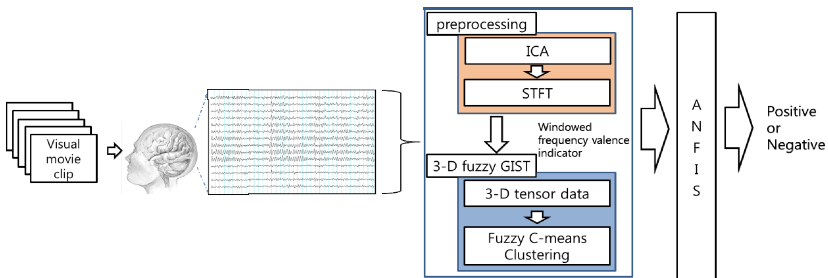 Visual
movie
clip
preprocessing
ICA
STFT
Windowed
frequency valence
indicator
3-D fuzzy GIST
3-D tensor data
Fuzzy C-means
Clustering
A
N
F
I
S
Positive
or
Negative